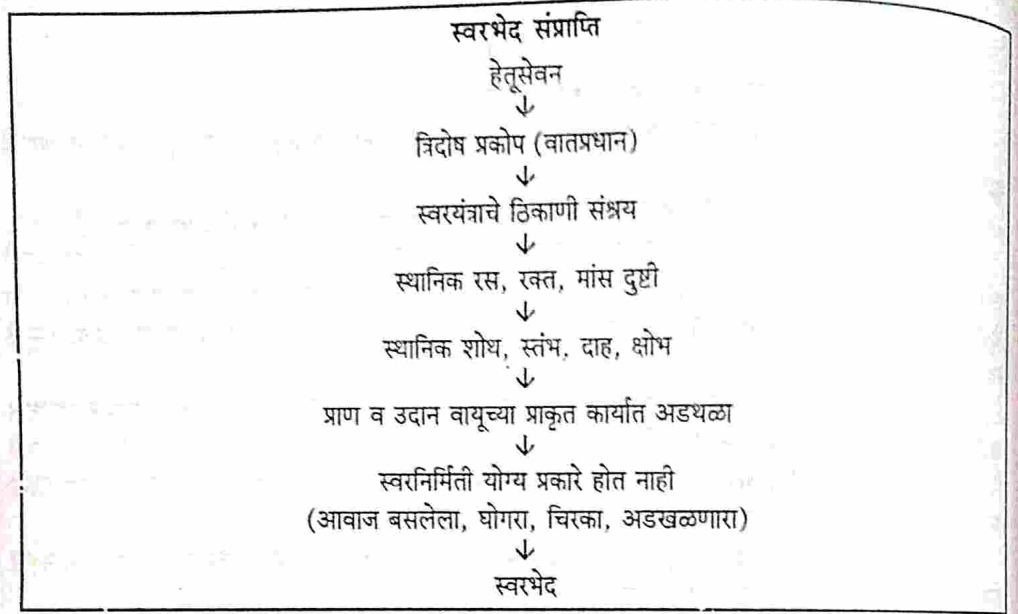 स्वरभेद संप्राप्ति
हेतूसेवन
↓
त्रिदोष प्रकोप (वातप्रधान)
↓
स्वरयंत्राचे ठिकाणी संश्रय
↓
स्थानिक रस, रक्त, मांस दुष्टी
↓
स्थानिक शोथ, स्तंभ, दाह, क्षोभ
↓
प्राण व उदान वायूच्या प्राकृत कार्यात अडथळा
↓
स्वरनिर्मिती योग्य प्रकारे होत नाही
(आवाज बसलेला, घोगरा, चिरका, अडखळणारा)
↓
स्वरभेद